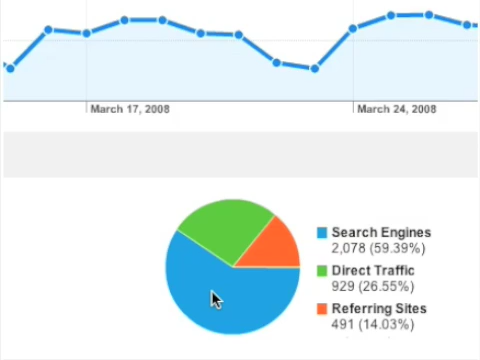 March 17, 2008
March 24, 2008
Search Engines
2,078 (59.39%)
Direct Traffic
929 (26.55%)
Referring Sites
491 (14.03%)